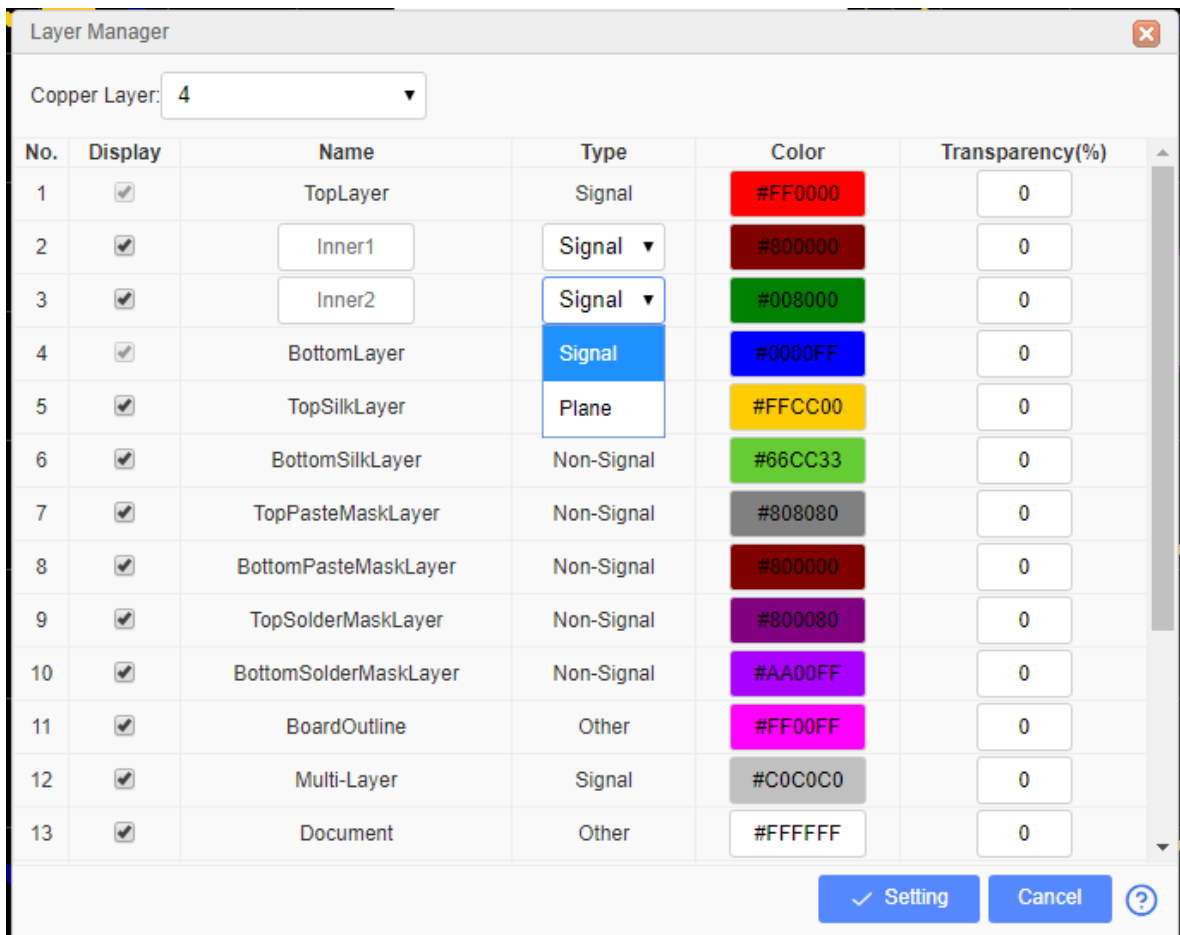 Layer Manager
Copper Layer: 4
No. Display Name Type Color Transparency(%)
1 TopLayer Signal #FF0000 0
2 Inner1 Signal #800000 0
3 Inner2 Signal #008000 0
4 BottomLayer Signal #0000FF 0
5 TopSilkLayer Plane #FFCC00 0
6 BottomSilkLayer Non-Signal #66CC33 0
7 TopPasteMaskLayer Non-Signal #808080 0
8 BottomPasteMaskLayer Non-Signal #800000 0
9 TopSolderMaskLayer Non-Signal #800080 0
10 BottomSolderMaskLayer Non-Signal #AA00FF 0
11 BoardOutline Other #FF00FF 0
12 Multi-Layer Signal #C0C0C0 0
13 Document Other #FFFFFF 0
Setting Cancel ?